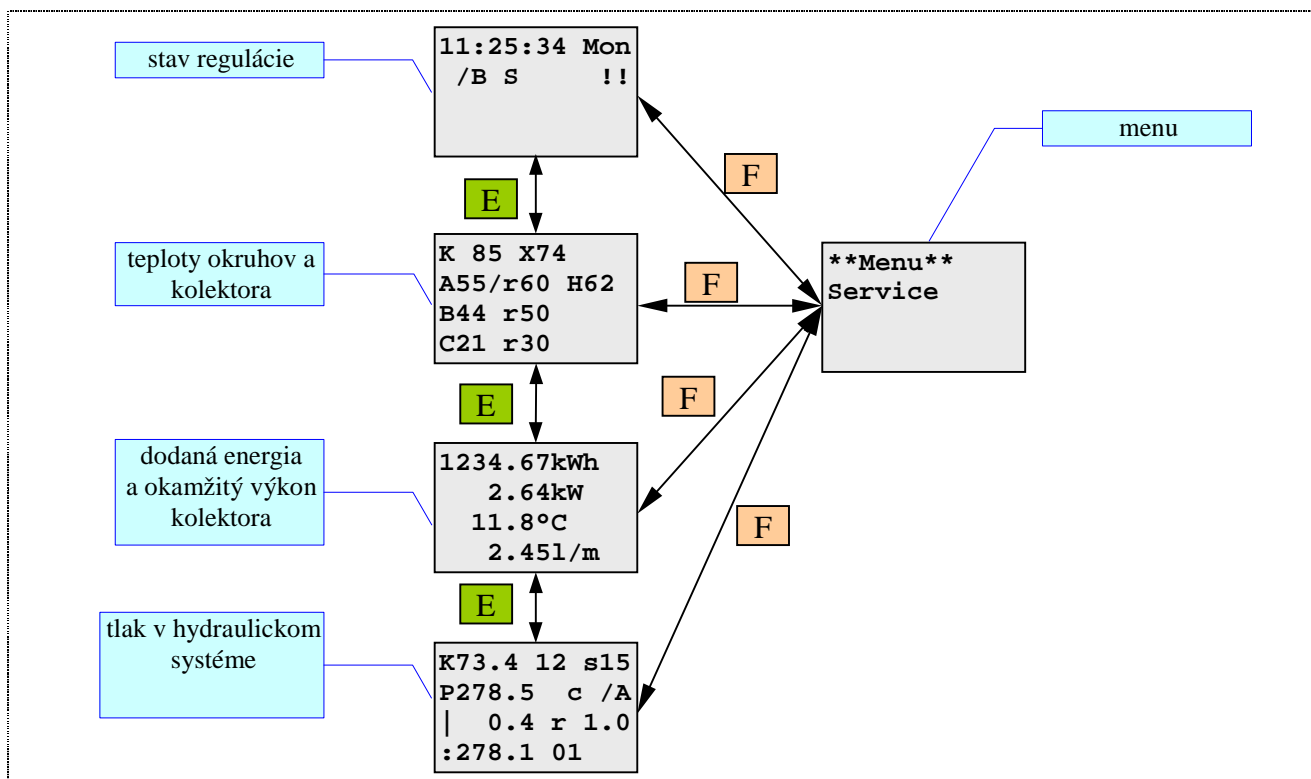 stav regulácie
11:25:34 Mon
/B S !!
menu
F
E
teploty okruhov a
kolektora
K 85 X74
A55/r60 H62
B44 r50
C21 r30
F
**Menu**
Service
E
F
dodaná energia
a okamžitý výkon
kolektora
1234.67kWh
2.64kW
11.8ºC
2.45l/m
F
E
tlak v hydraulickom
systéme
K73.4 12 s15
P278.5 c /A
| 0.4 r 1.0
:278.1 01